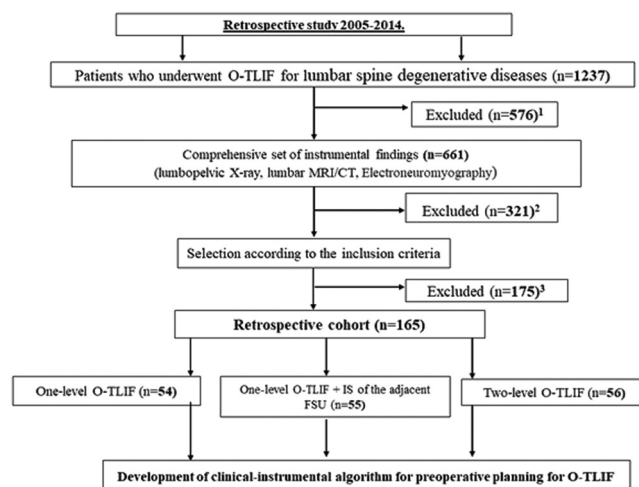 Retrospective study 2005-2014.
Patients who underwent O-TLIF for lumbar spine degenerative diseases (n=1237)
Excluded (n=576)¹
Comprehensive set of instrumental findings (n=661)
(lumbopelvic X-ray, lumbar MRI/CT, Electroneuromyography)
Excluded (n=321)²
Selection according to the inclusion criteria
Excluded (n=175)³
Retrospective cohort (n=165)
One-level O-TLIF (n=54)
One-level O-TLIF + IS of the adjacent
FSU (n=55)
Two-level O-TLIF (n=56)
Development of clinical-instrumental algorithm for preoperative planning for O-TLIF